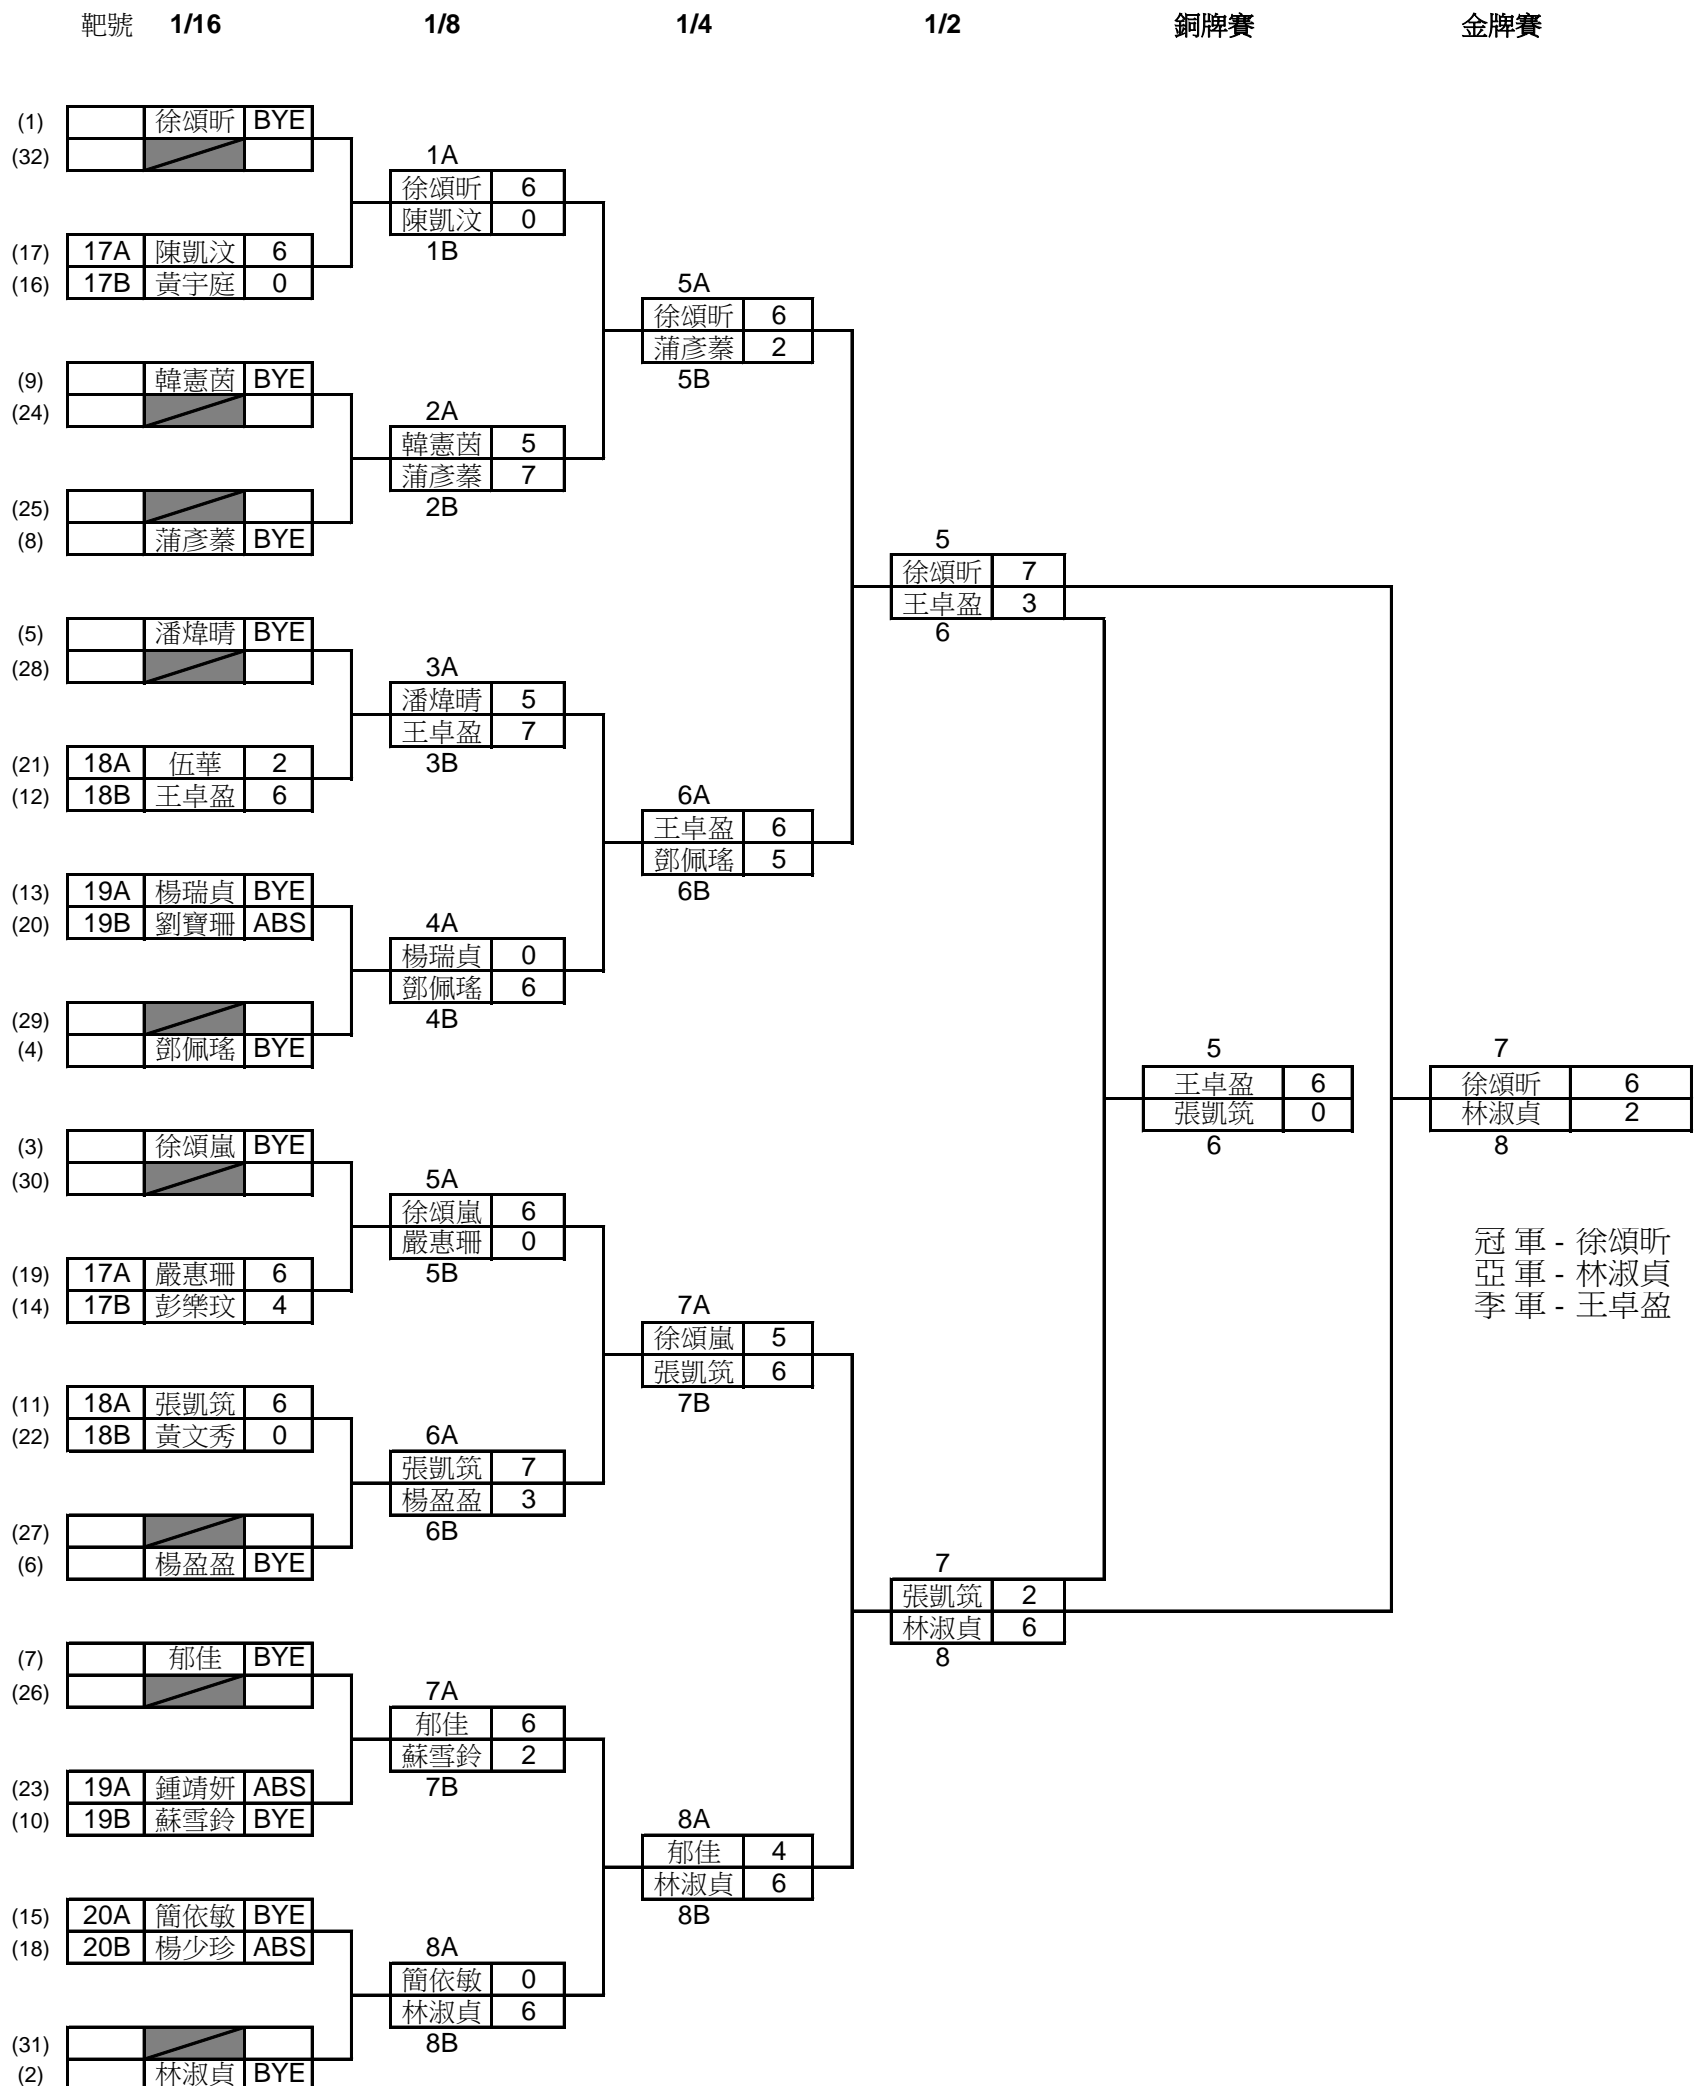 靶號 1/16 1/8 1/4 1/2 銅牌賽 金牌賽
(1) 徐頌昕 BYE
(32)
1A
徐頌昕 6
陳凱汶 0
1B
(17) 17A 陳凱汶 6
(16) 17B 黃宇庭 0
5A
徐頌昕 6
蒲彥蓁 2
5B
(9) 韓憲茵 BYE
(24)
2A
韓憲茵 5
蒲彥蓁 7
2B
(25)
(8) 蒲彥蓁 BYE
5
徐頌昕 7
王卓盈 3
6
(5) 潘煒晴 BYE
(28)
3A
潘煒晴 5
王卓盈 7
3B
(21) 18A 伍華 2
(12) 18B 王卓盈 6
6A
王卓盈 6
鄧佩瑤 5
6B
(13) 19A 楊瑞貞 BYE
(20) 19B 劉寶珊 ABS
4A
楊瑞貞 0
鄧佩瑤 6
4B
(29)
(4) 鄧佩瑤 BYE
5
王卓盈 6
張凱筑 0
6
7
徐頌昕 6
林淑貞 2
8
(3) 徐頌嵐 BYE
(30)
5A
徐頌嵐 6
嚴惠珊 0
5B
冠 軍 - 徐頌昕
亞 軍 - 林淑貞
季 軍 - 王卓盈
(19) 17A 嚴惠珊 6
(14) 17B 彭樂玟 4
7A
徐頌嵐 5
張凱筑 6
7B
(11) 18A 張凱筑 6
(22) 18B 黃文秀 0
6A
張凱筑 7
楊盈盈 3
6B
(27)
(6) 楊盈盈 BYE
7
張凱筑 2
林淑貞 6
8
(7) 郁佳 BYE
(26)
7A
郁佳 6
蘇雪鈴 2
7B
(23) 19A 鍾靖妍 ABS
(10) 19B 蘇雪鈴 BYE
8A
郁佳 4
林淑貞 6
8B
(15) 20A 簡依敏 BYE
(18) 20B 楊少珍 ABS
8A
簡依敏 0
林淑貞 6
8B
(31)
(2) 林淑貞 BYE